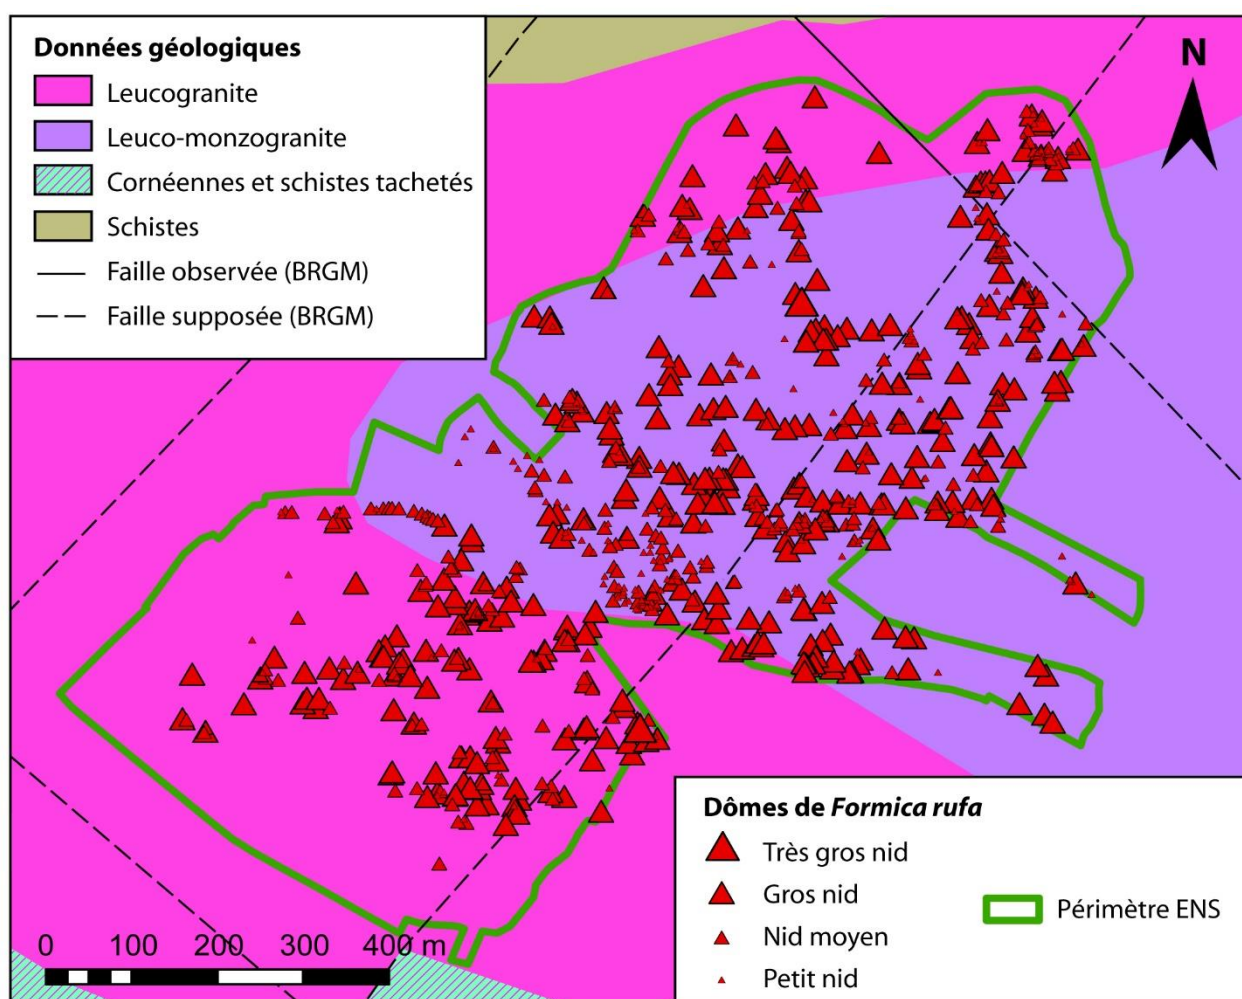 Données géologiques
Leucogranite
Leuco-monzogranite
Cornéennes et schistes tachetés
Schistes
Faille observée (BRGM)
Faille supposée (BRGM)
N
0 100 200 300 400 m
Dômes de Formica rufa
Très gros nid
Gros nid
Nid moyen
Petit nid
Périmètre ENS